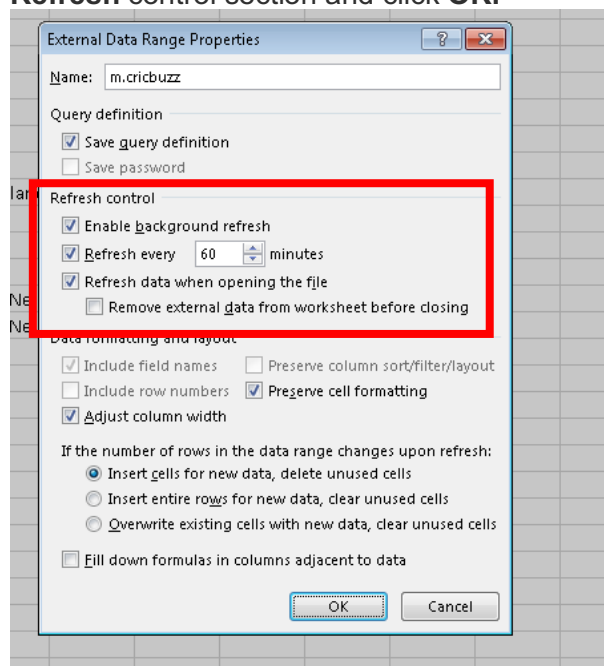 Refresh control section and click OK.
External Data Range Properties
Name: m.cricbuzz
Query definition
Save query definition
Save password
Refresh control
Enable background refresh
Refresh every 60 minutes
Refresh data when opening the file
Remove external data from worksheet before closing
Data formatting and layout
Include field names Preserve column sort/filter/layout
Include row numbers Preserve cell formatting
Adjust column width
If the number of rows in the data range changes upon refresh:
Insert cells for new data, delete unused cells
Insert entire rows for new data, clear unused cells
Overwrite existing cells with new data, clear unused cells
Fill down formulas in columns adjacent to data
OK Cancel